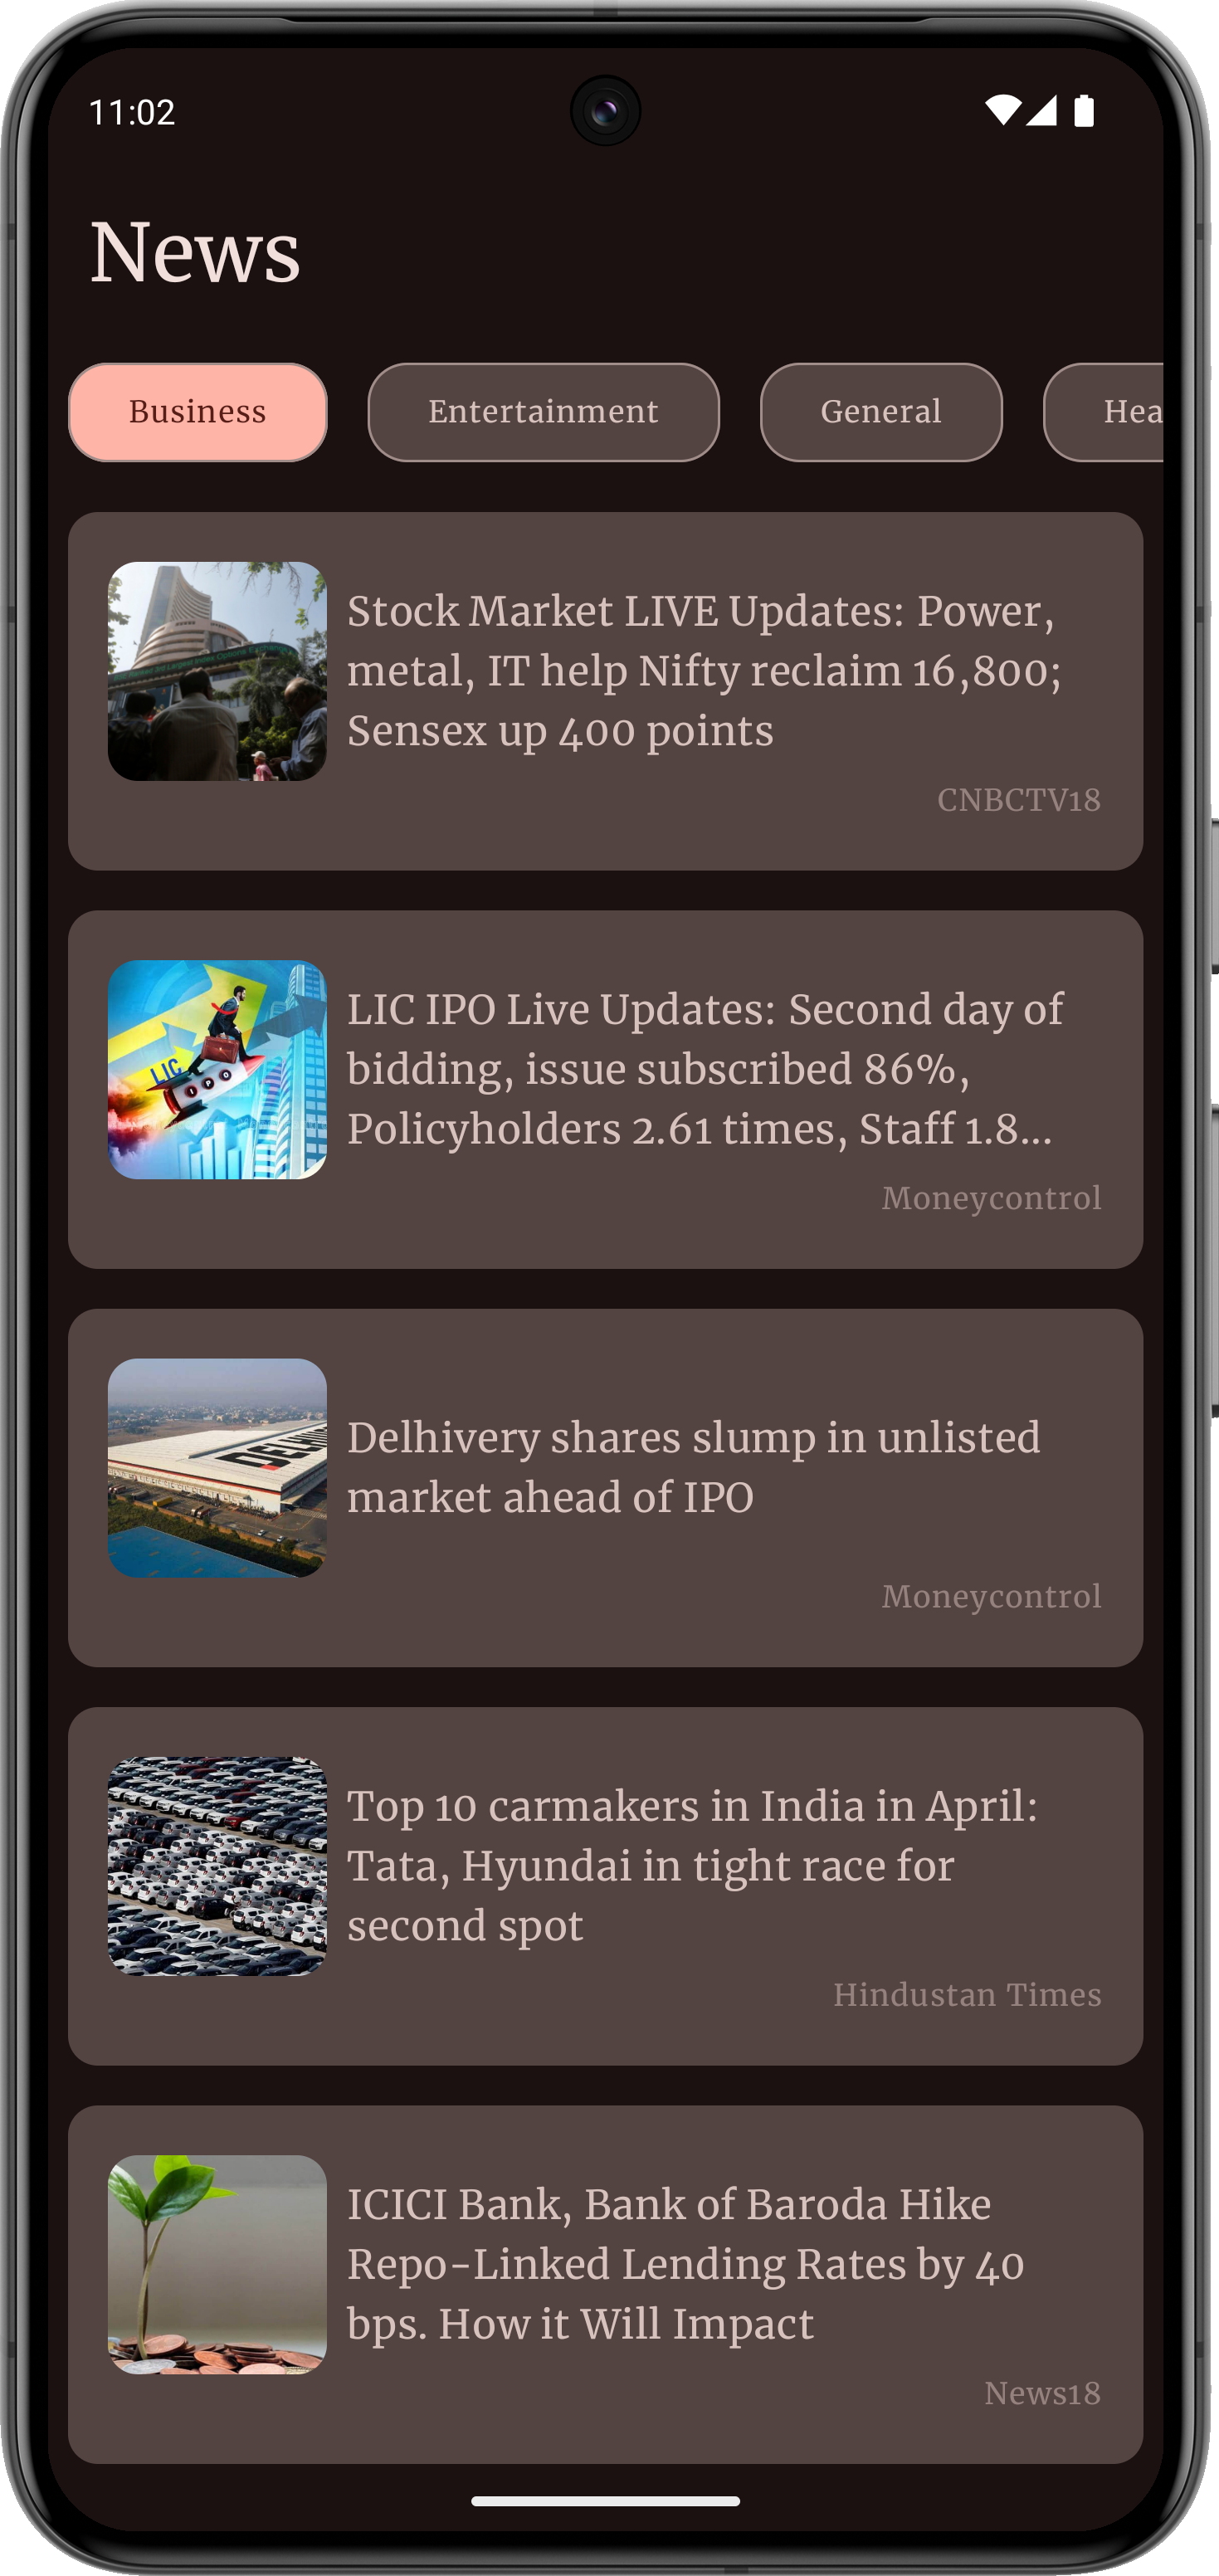 11:02
News
Business
Entertainment
General
Hea
Stock Market LIVE Updates: Power,
metal, IT help Nifty reclaim 16,800;
Sensex up 400 points
CNBCTV18
LIC
IPO
LIC IPO Live Updates: Second day of
bidding, issue subscribed 86%,
Policyholders 2.61 times, Staff 1.8...
Moneycontrol
Delhivery shares slump in unlisted
market ahead of IPO
Moneycontrol
Top 10 carmakers in India in April:
Tata, Hyundai in tight race for
second spot
Hindustan Times
ICICI Bank, Bank of Baroda Hike
Repo-Linked Lending Rates by 40
bps. How it Will Impact
News18